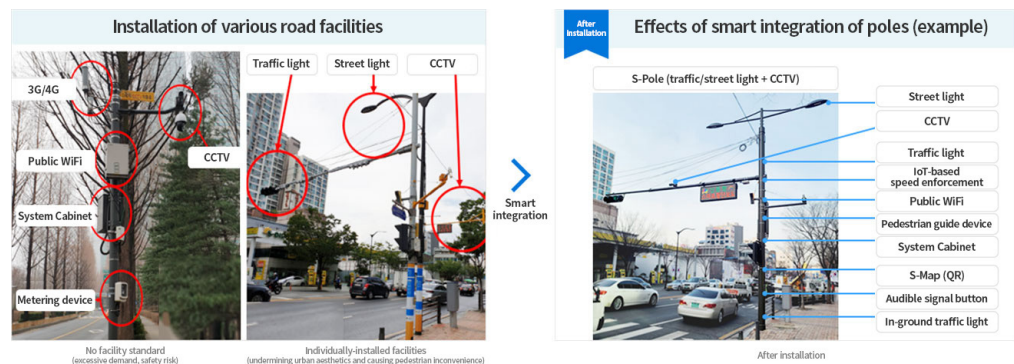 Installation of various road facilities
3G/4G
Public WiFi
System Cabinet
Metering device
CCTV
No facility standard
(excessive demand, safety risk)
Traffic light
Street light
CCTV
Individually-installed facilities
(undermining urban aesthetics and causing pedestrian inconvenience)
Smart
integration
After
installation
Effects of smart integration of poles (example)
S-Pole (traffic/street light + CCTV)
Street light
CCTV
Traffic light
IoT-based
speed enforcement
Public WiFi
Pedestrian guide device
System Cabinet
S-Map (QR)
Audible signal button
In-ground traffic light
After installation